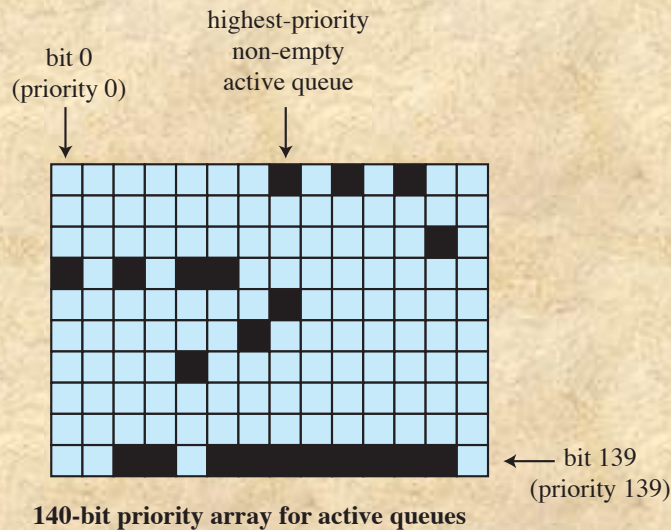 highest-priority
non-empty
active queue
bit 0
(priority 0)
bit 139
(priority 139)
140-bit priority array for active queues